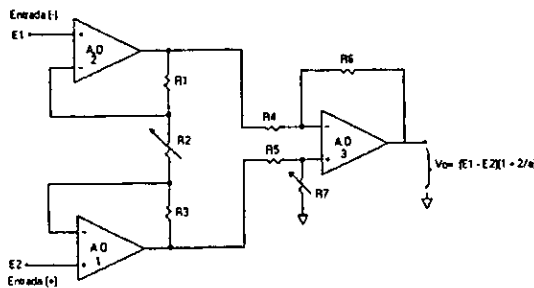 Entrada (-)
E1
A.O
2
R1
R2
R3
R4
R5
R6
R7
A.O
3
Vo= (E1 - E2)(1 + 2/a)
A.O
1
E2
Entrada (+)